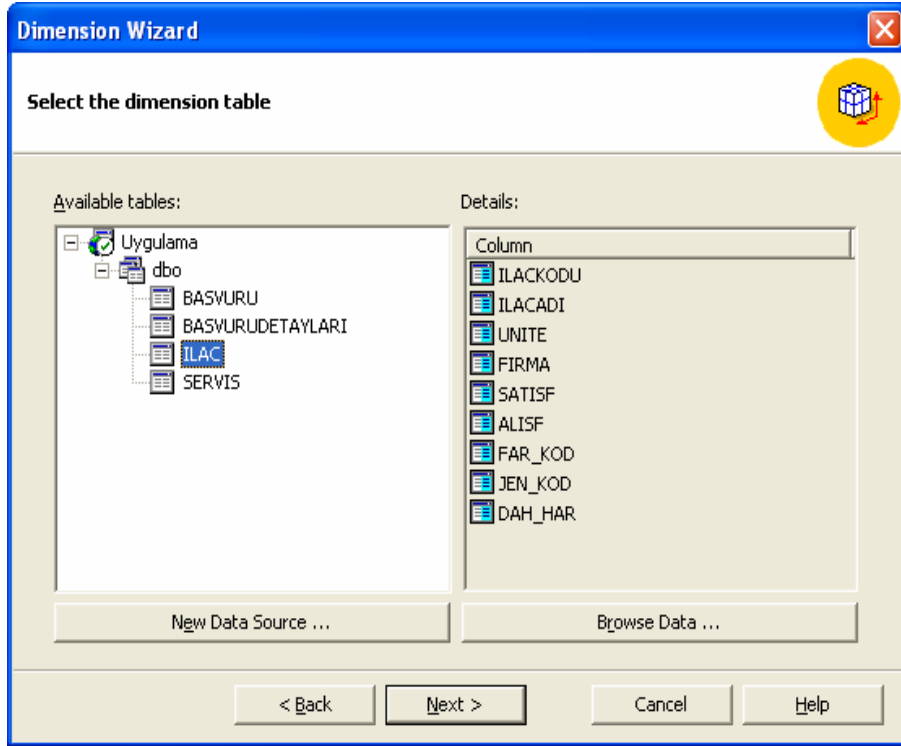 Dimension Wizard
Select the dimension table
Available tables:
Uygulama
dbo
BASVURU
BASVURUDETAYLARI
ILAC
SERVIS
New Data Source ...
Details:
Column
ILACKODU
ILACADI
UNITE
FIRMA
SATISF
ALISF
FAR_KOD
JEN_KOD
DAH_HAR
Browse Data ...
< Back
Next >
Cancel
Help